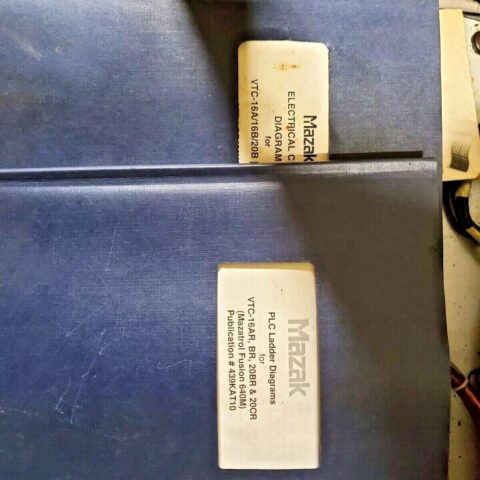 Mazak
ELECTRICAL C
DIAGRAM
for
VTC-16A/16B/20B
Mazak
PLC Ladder Diagrams
for
VTC-16AR, BR, 20BR & 20CR
(Mazatrol Fusion 640M)
Publication # 439KAT10